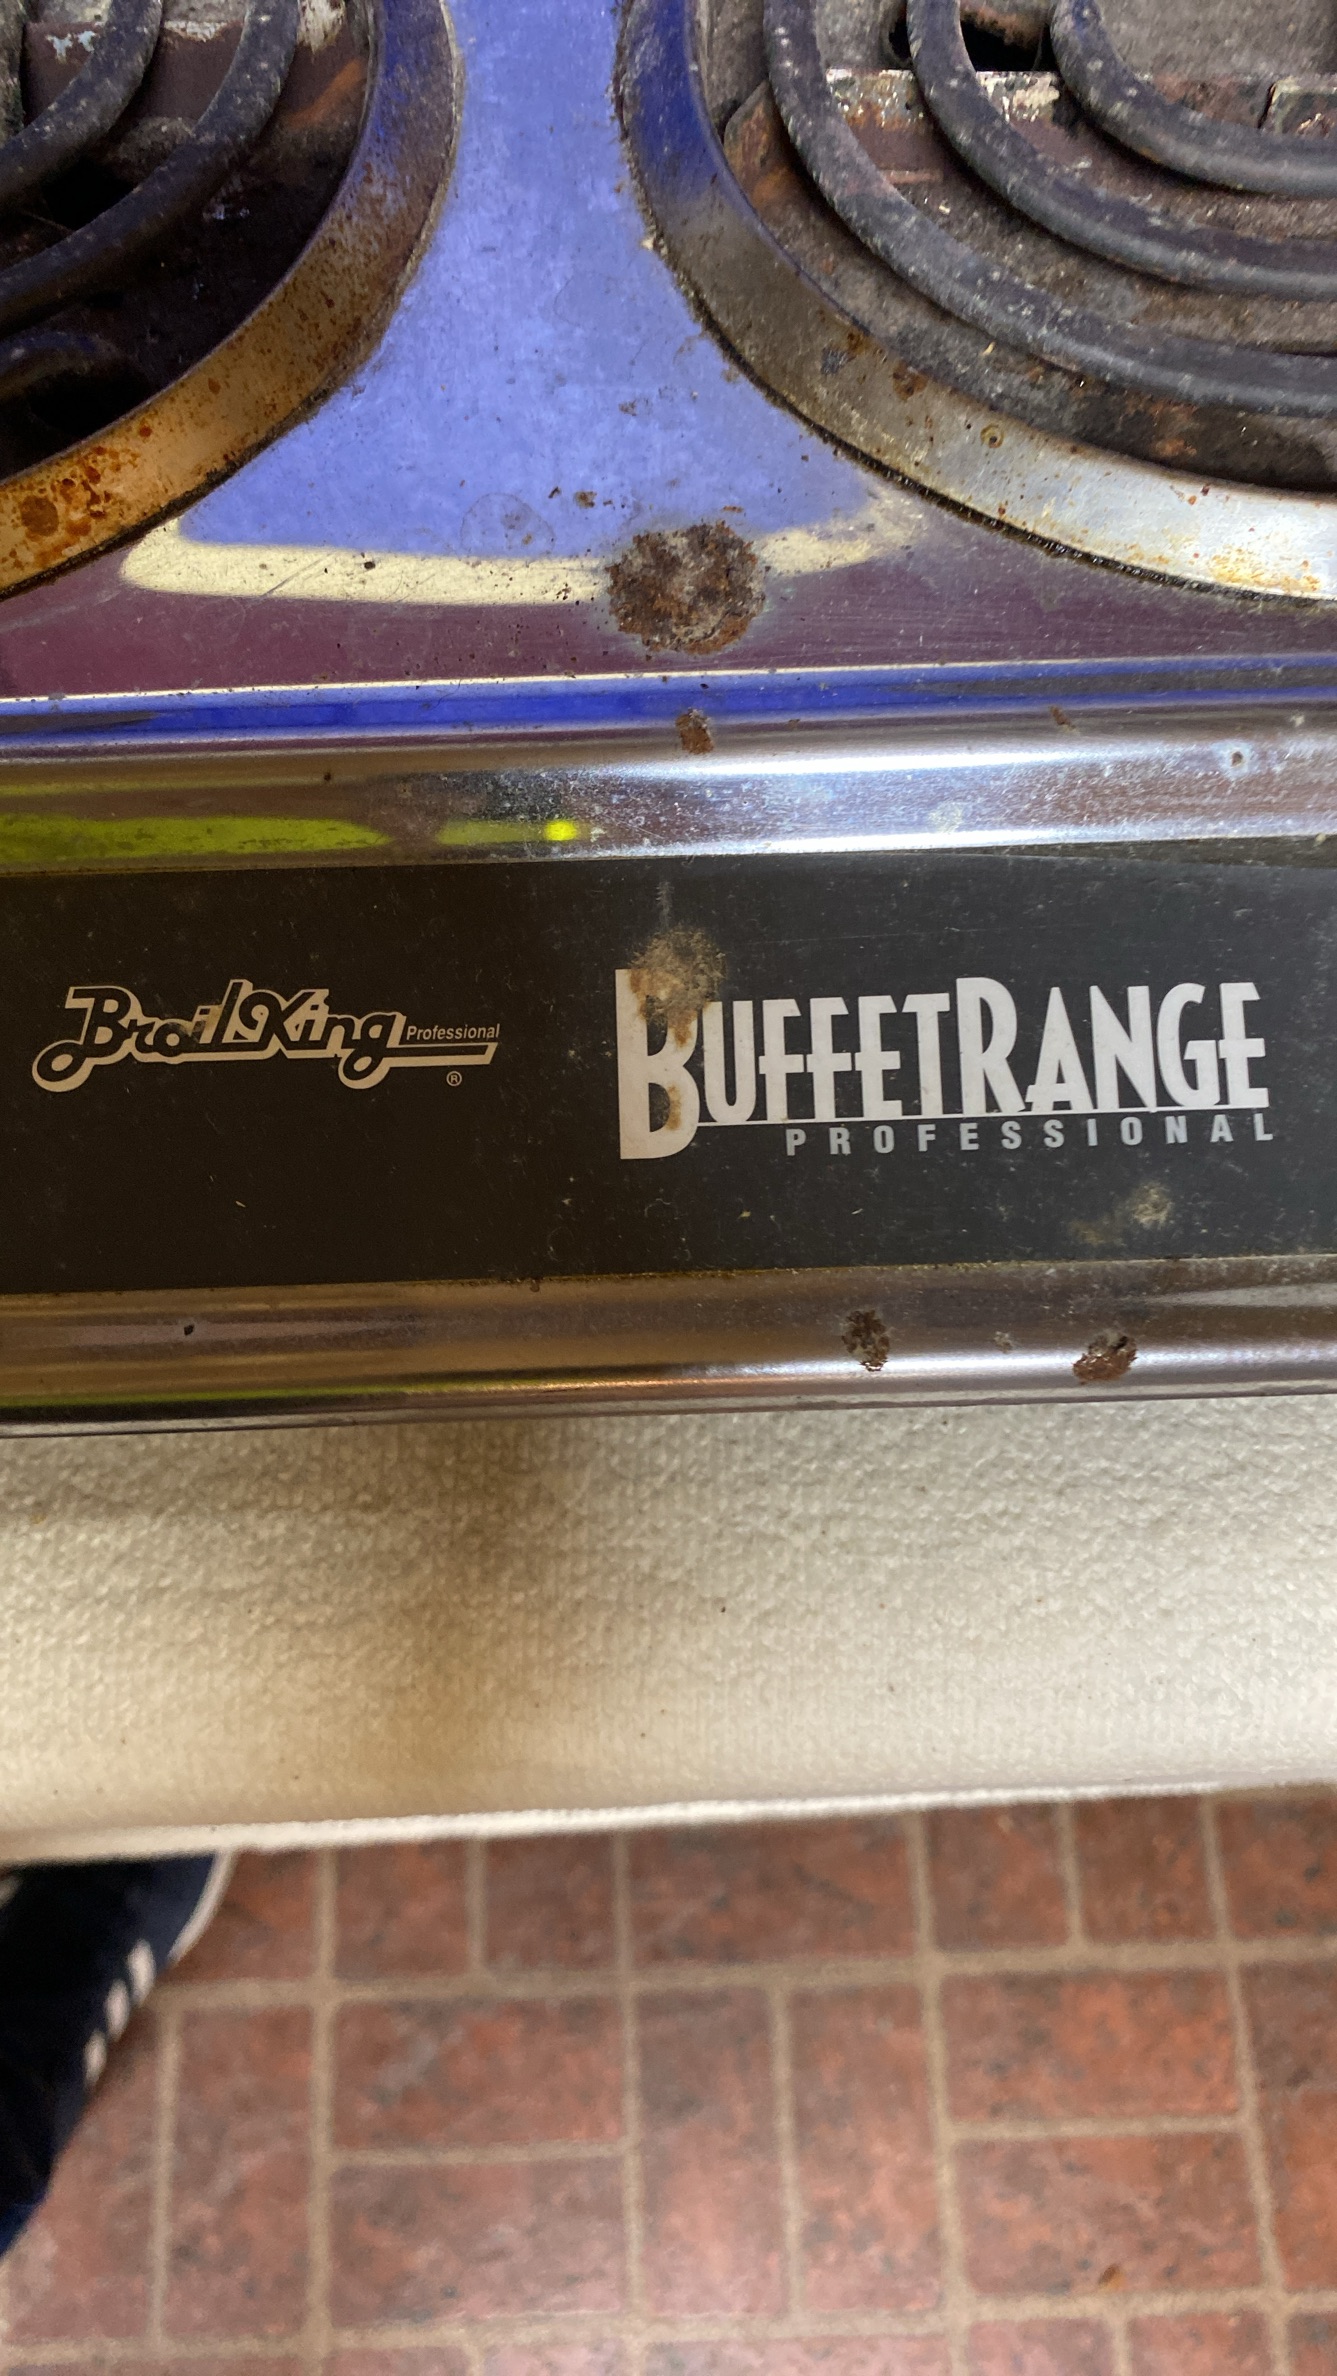 BroilKing Professional
®
BUFFETRANGE
PROFESSIONAL